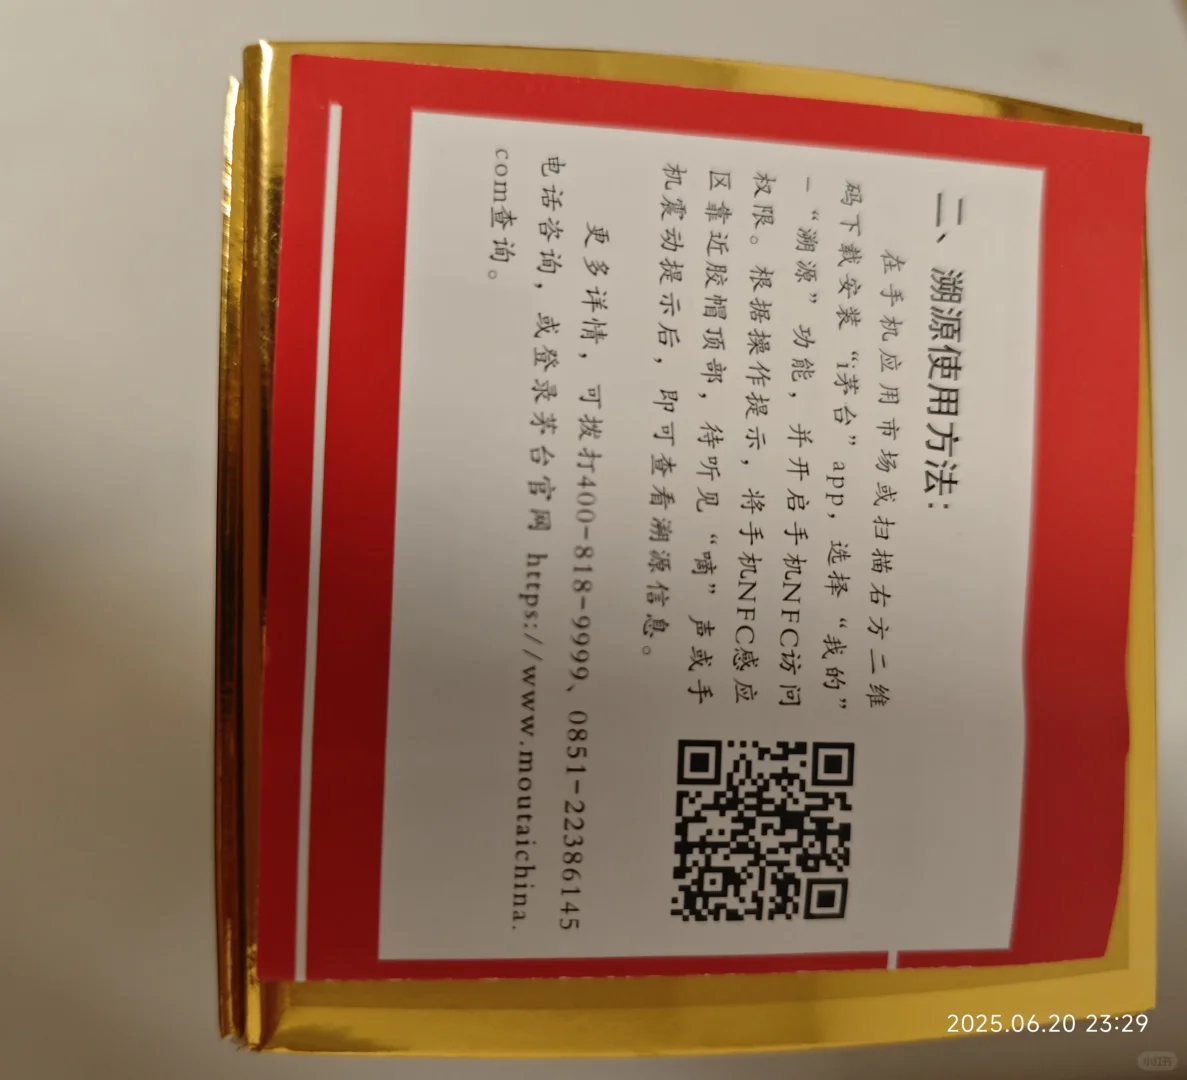 二、溯源使用方法：
在手机应用市场或扫描右方二维
码下载安装“i茅台”app，选择“我的”
—“溯源”功能，并开启手机NFC访问
权限。根据操作提示，将手机NFC感应
区靠近胶帽顶部，待听见“嘀”声或手
机震动提示后，即可查看溯源信息。
更多详情，可拨打400-818-9999、0851-22386145
电话咨询，或登录茅台官网 https://www.moutaichina.
com查询。
2025.06.20 23:29
小红书